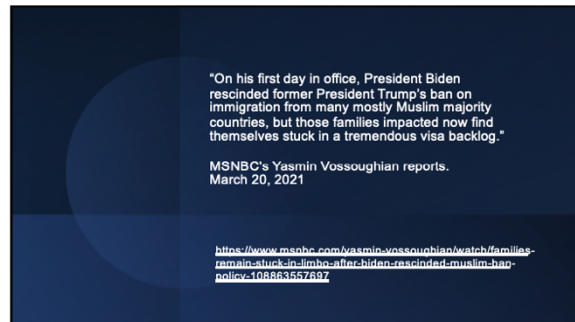 “On his first day in office, President Biden
rescinded former President Trump’s ban on
immigration from many mostly Muslim majority
countries, but those families impacted now find
themselves stuck in a tremendous visa backlog.”
MSNBC’s Yasmin Vossoughian reports.
March 20, 2021
https://www.msnbc.com/yasmin-vossoughian/watch/families-
remain-stuck-in-limbo-after-biden-rescinded-muslim-ban-
policy-108863557697